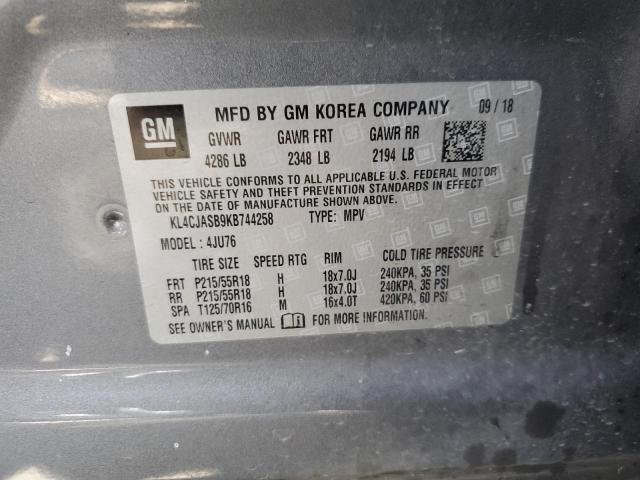 GM
MFD BY GM KOREA COMPANY 09/18
GVWR GAWR FRT GAWR RR
4286 LB 2348 LB 2194 LB
THIS VEHICLE CONFORMS TO ALL APPLICABLE U.S. FEDERAL MOTOR
VEHICLE SAFETY AND THEFT PREVENTION STANDARDS IN EFFECT
ON THE DATE OF MANUFACTURE SHOWN ABOVE.
KL4CJASB9KB744258 TYPE: MPV
MODEL: 4JU76
TIRE SIZE SPEED RTG RIM COLD TIRE PRESSURE
FRT P215/55R18 H 18x7.0J 240KPA, 35 PSI
RR P215/55R18 H 18x7.0J 240KPA, 35 PSI
SPA T125/70R16 M 16x4.0T 420KPA, 60 PSI
SEE OWNER'S MANUAL FOR MORE INFORMATION.